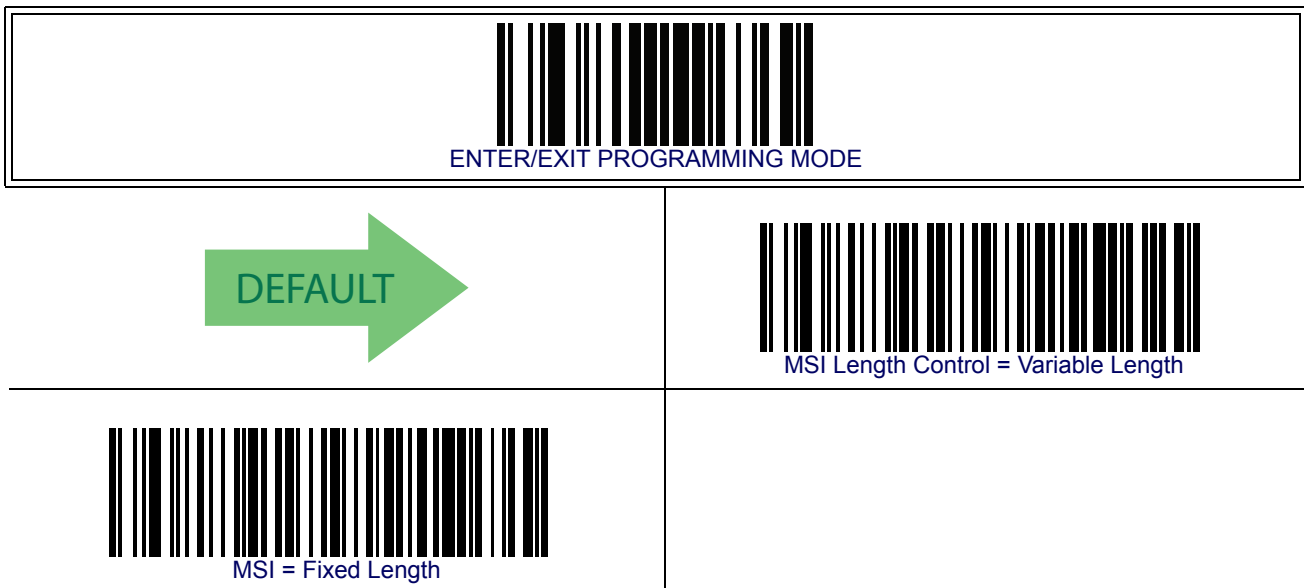 ENTER/EXIT PROGRAMMING MODE
DEFAULT
MSI Length Control = Variable Length
MSI = Fixed Length